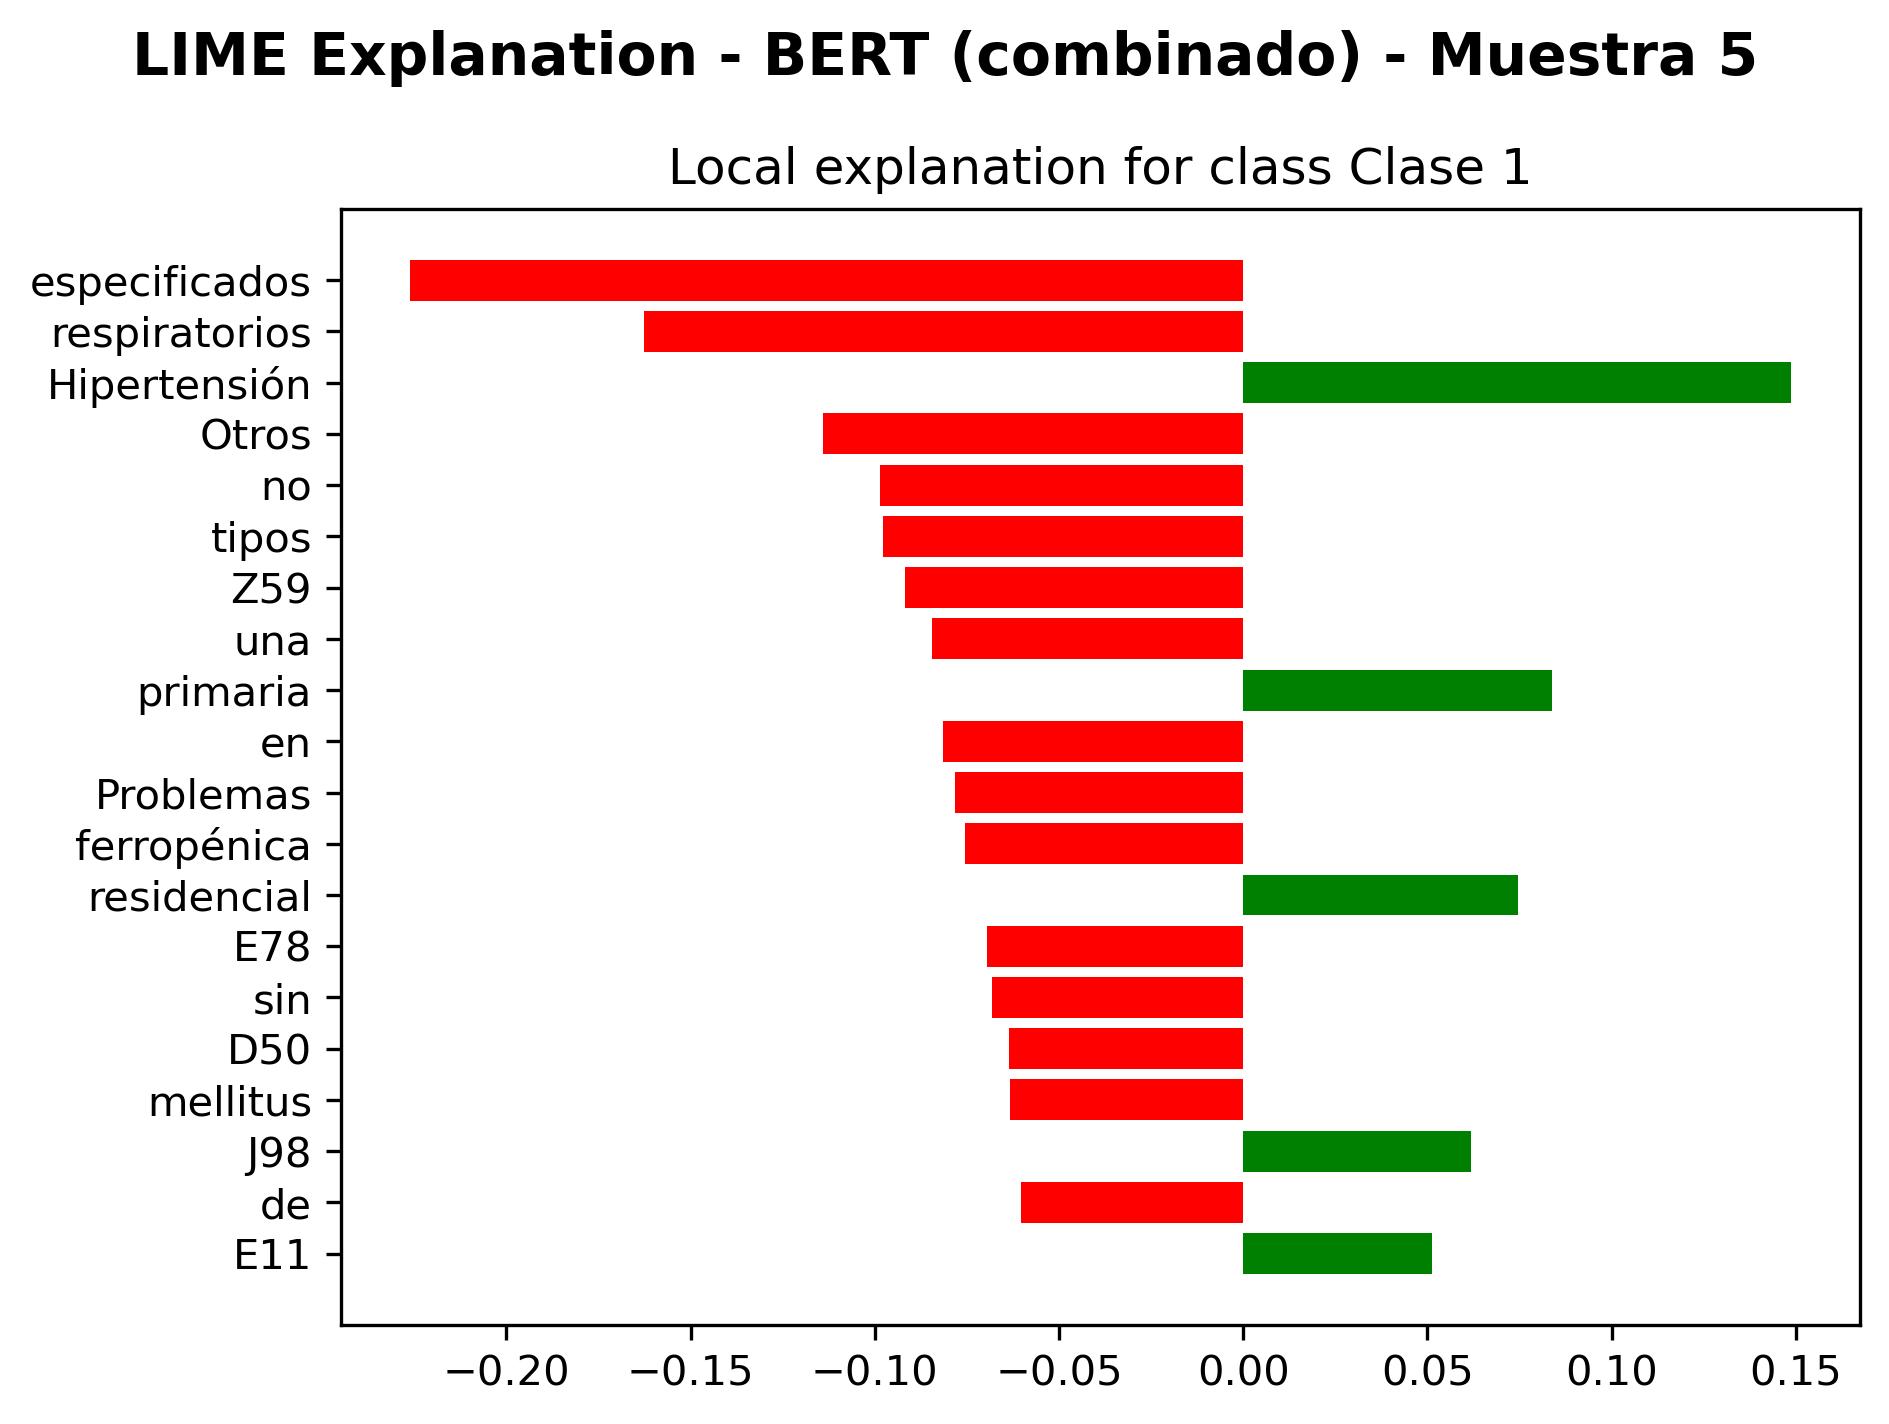 LIME Explanation - BERT (combinado) - Muestra 5
Local explanation for class Clase 1
especificados
respiratorios
Hipertensión
Otros
no
tipos
Z59
una
primaria
en
Problemas
ferropénica
residencial
E78
sin
D50
mellitus
J98
de
E11
−0.20 −0.15 −0.10 −0.05 0.00 0.05 0.10 0.15